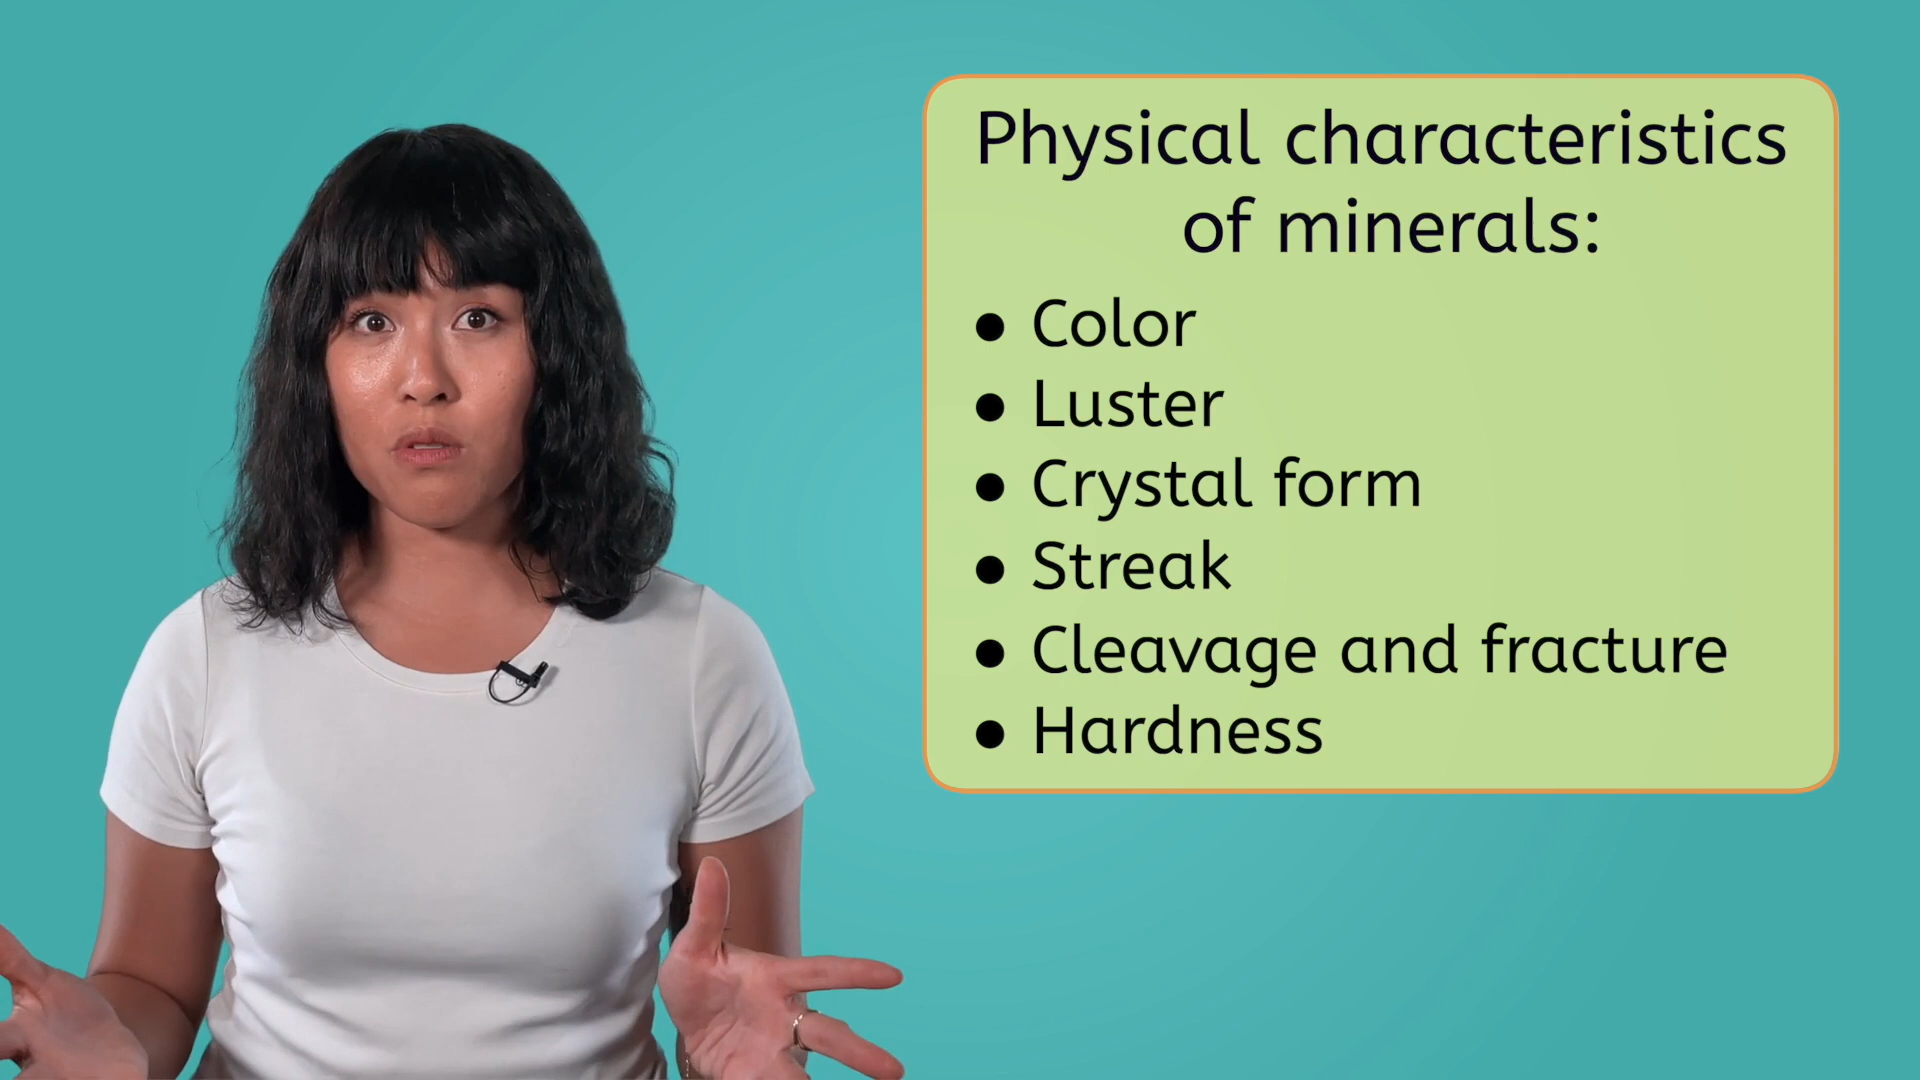 Physical characteristics
of minerals:
● Color
● Luster
● Crystal form
● Streak
● Cleavage and fracture
● Hardness